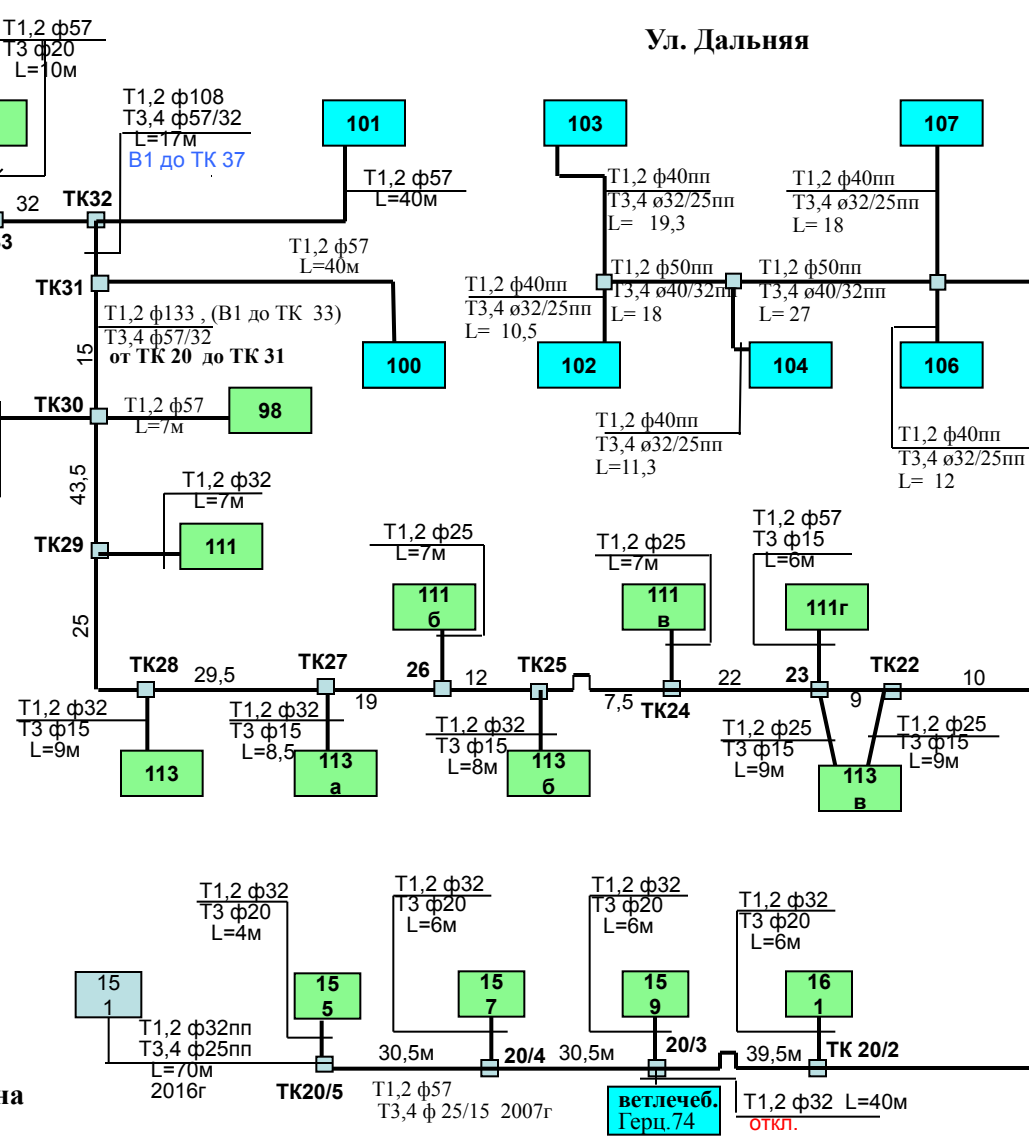 Т1,2 ф57
Т3 ф20
L=10м
Ул. Дальняя
Т1,2 ф108
Т3,4 ф57/32
L=17м
В1 до ТК 37
101
103
107
32
ТК32
33
Т1,2 ф57
L=40м
Т1,2 ф40пп
Т3,4 ø32/25пп
L= 19,3
Т1,2 ф40пп
Т3,4 ø32/25пп
L= 18
Т1,2 ф57
L=40м
ТК31
Т1,2 ф40пп
Т3,4 ø32/25пп
L= 10,5
Т1,2 ф50пп
Т3,4 ф40/32пп
L= 18
Т1,2 ф50пп
Т3,4 ф40/32пп
L= 27
Т1,2 ф133 , (В1 до ТК 33)
Т3,4 ф57/32
от ТК 20 до ТК 31
15
100
102
104
106
ТК30
Т1,2 ф57
L=7м
98
Т1,2 ф40пп
Т3,4 ø32/25пп
L=11,3
Т1,2 ф40пп
Т3,4 ø32/25пп
L= 12
43,5
Т1,2 ф32
L=7м
ТК29
111
Т1,2 ф25
L=7м
Т1,2 ф25
L=7м
Т1,2 ф57
Т3 ф15
L=6м
111
б
111
в
111г
25
ТК28
29,5
ТК27
19
26
12
ТК25
7,5
ТК24
22
23
9
ТК22
10
Т1,2 ф32
Т3 ф15
L=9м
Т1,2 ф32
Т3 ф15
L=8,5
Т1,2 ф32
Т3 ф15
L=8м
Т1,2 ф25
Т3 ф15
L=9м
Т1,2 ф25
Т3 ф15
L=9м
113
113
а
113
б
113
в
Т1,2 ф32
Т3 ф20
L=4м
Т1,2 ф32
Т3 ф20
L=6м
Т1,2 ф32
Т3 ф20
L=6м
Т1,2 ф32
Т3 ф20
L=6м
15
1
15
5
15
7
15
9
16
1
Т1,2 ф32пп
Т3,4 ф25пп
L=70м
2016г
ТК20/5
30,5м
20/4
30,5м
20/3
39,5м
ТК 20/2
Т1,2 ф57
Т3,4 ф 25/15 2007г
на
ветлечеб.
Герц.74
Т1,2 ф32 L=40м
откл.